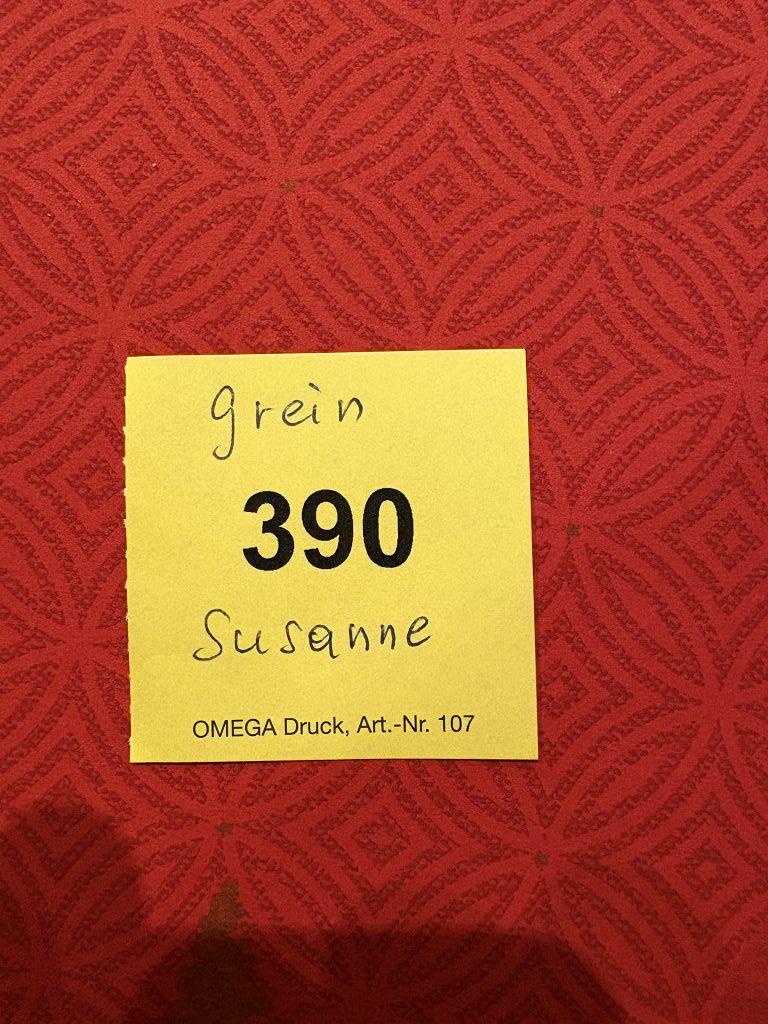 grein
390
Susanne
OMEGA Druck, Art.-Nr. 107